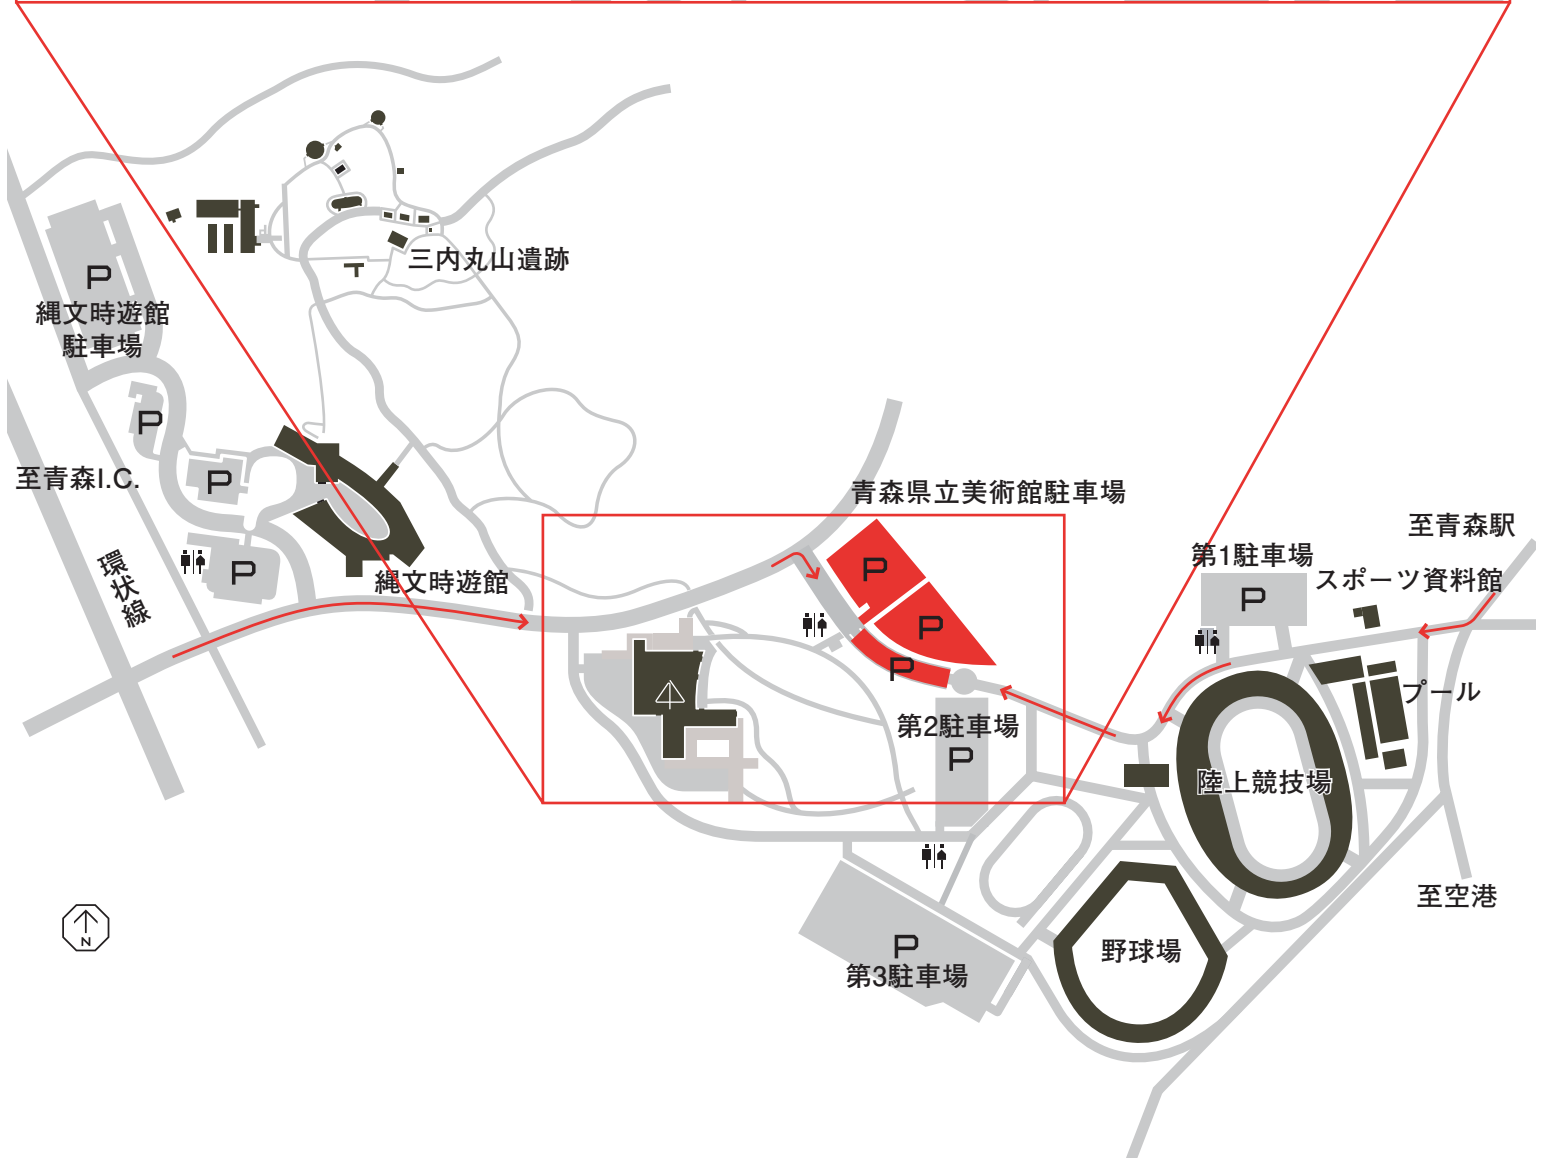 三内丸山遺跡
P
縄文時遊館
駐車場
P
至青森I.C.
P
青森県立美術館駐車場
至青森駅
第1駐車場
P
スポーツ資料館
P
P
縄文時遊館
環状線
P
P
プール
第2駐車場
P
陸上競技場
至空港
N
P
第3駐車場
野球場